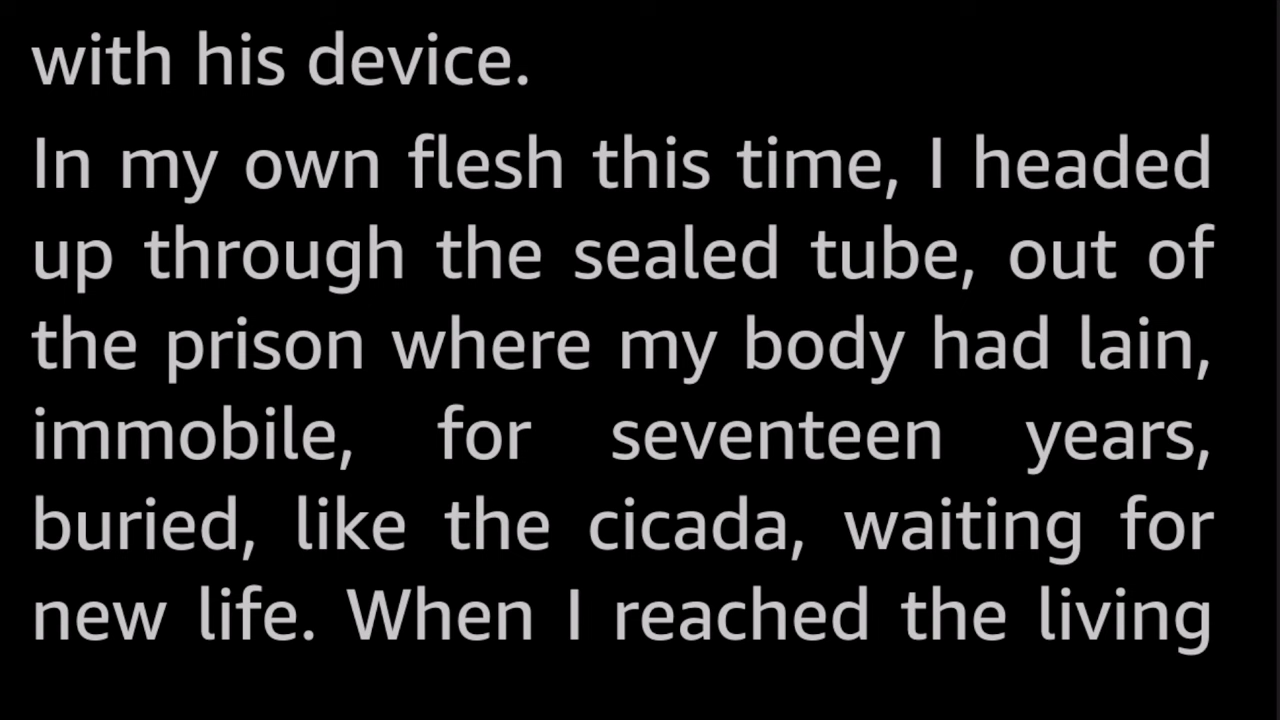 with his device.
In my own flesh this time, I headed
up through the sealed tube, out of
the prison where my body had lain,
immobile, for seventeen years,
buried, like the cicada, waiting for
new life. When I reached the living